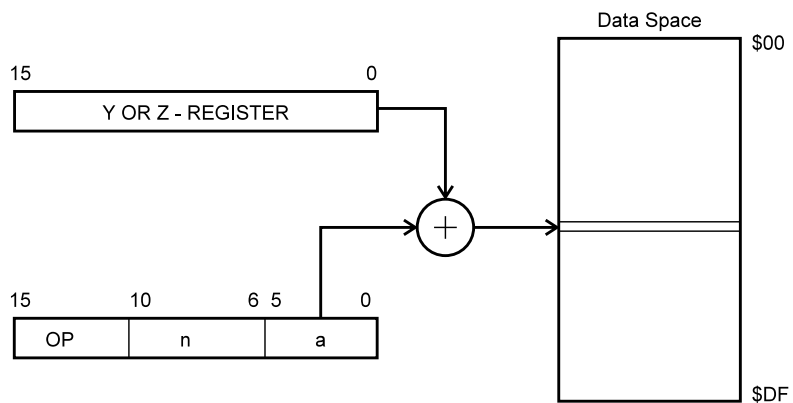 Data Space
$00
15 0
Y OR Z - REGISTER
+
15 10 6 5 0
OP n a
$DF